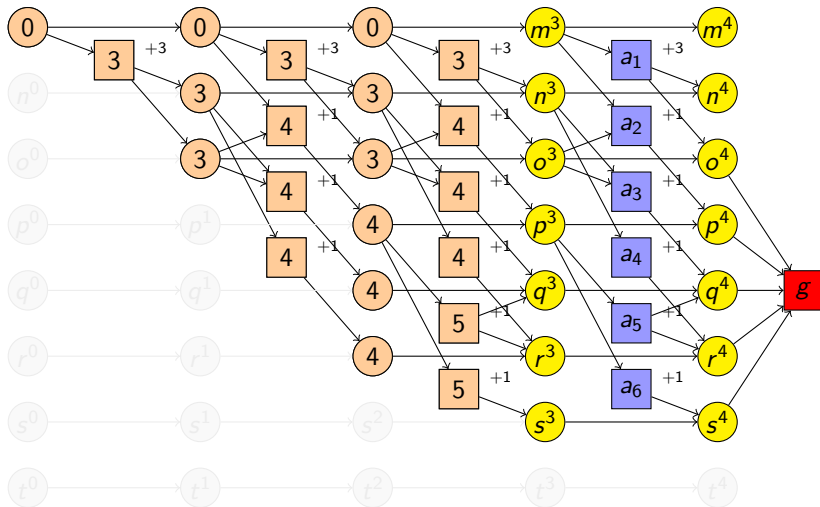 0 0 0 m³ m⁴
3 +3 3 +3 3 +3 a₁ +3
n⁰ 3 3 n³ n⁴
4 +1 4 +1 a₂ +1
o⁰ 3 3 o³ o⁴
4 +1 4 +1 a₃ +1
p⁰ p¹ 4 p³ p⁴
4 +1 4 +1 a₄ +1
q⁰ q¹ 4 q³ q⁴ g
5 +1 a₅ +1
r⁰ r¹ 4 r³ r⁴
5 +1 a₆ +1
s⁰ s¹ s² s³ s⁴
t⁰ t¹ t² t³ t⁴